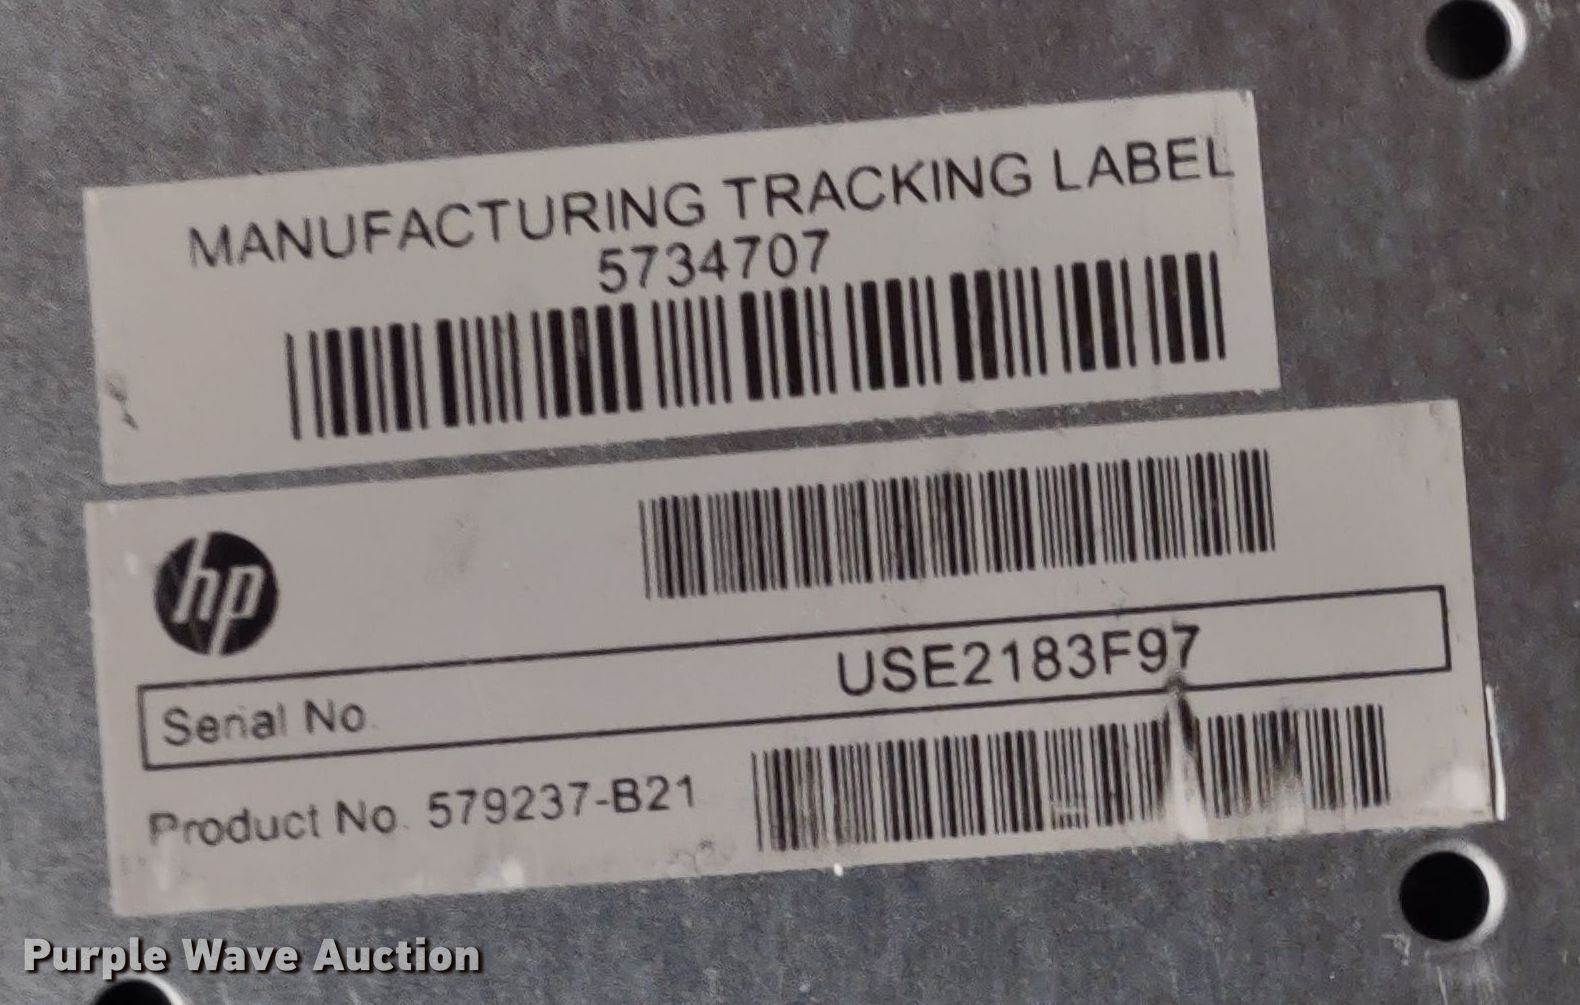 MANUFACTURING TRACKING LABEL
5734707
hp
Serial No.
USE2183F97
Product No. 579237-B21
Purple Wave Auction